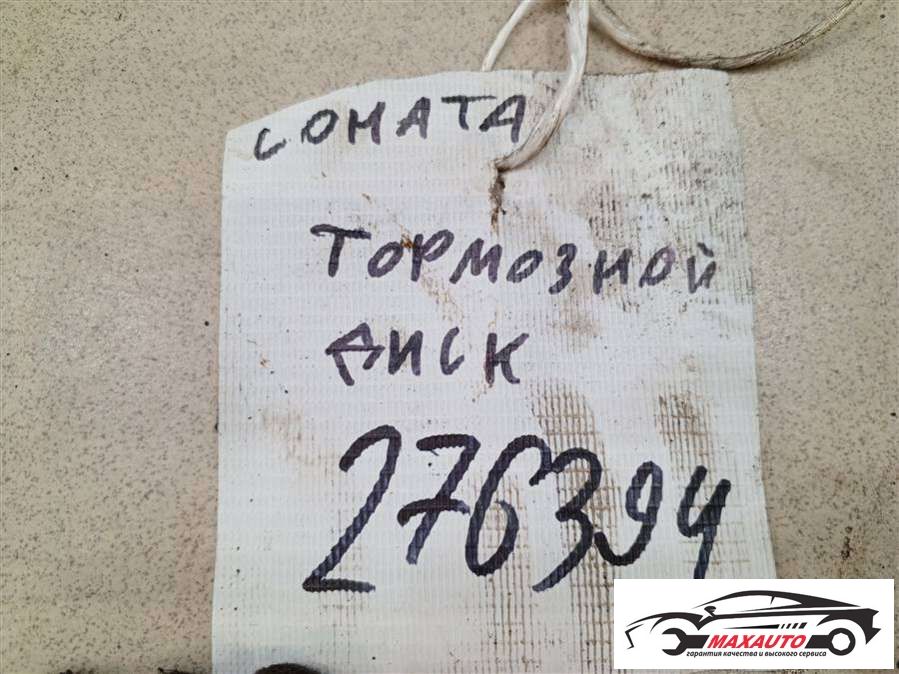 СОНАТА
ТОРМОЗНОЙ
ДИСК
276394
MAXAUTO
гарантия качества и высокого сервиса